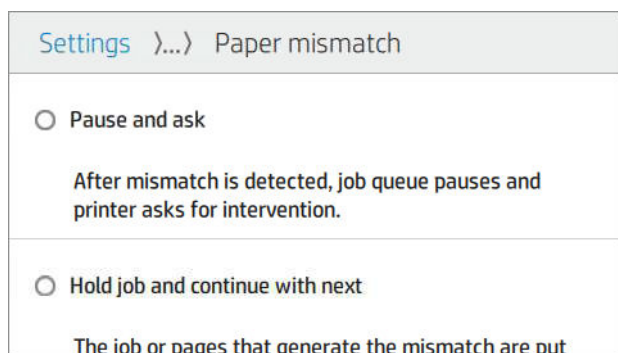 Settings 〉...〉 Paper mismatch
Pause and ask
After mismatch is detected, job queue pauses and
printer asks for intervention.
Hold job and continue with next
The job or pages that generate the mismatch are put